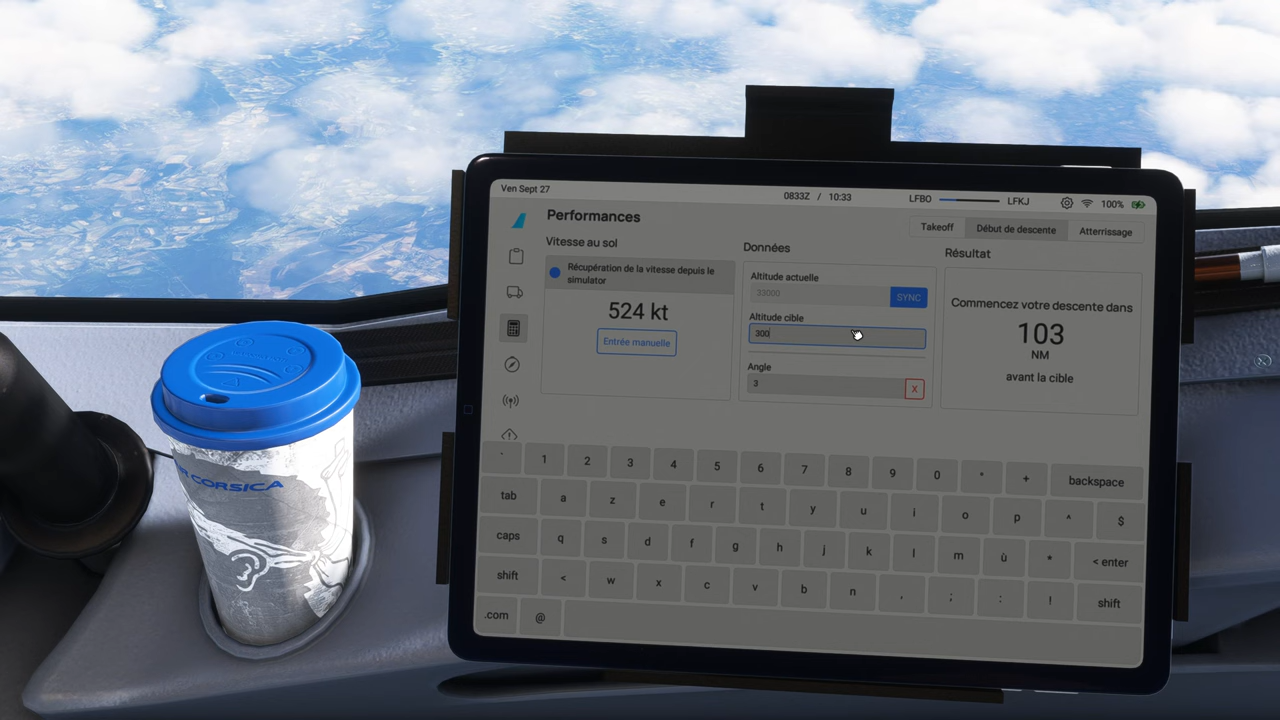 Ven Sept 27
0833Z / 10:33
LFBO
LFKJ
100%
Performances
Takeoff
Début de descente
Atterrissage
Vitesse au sol
Récupération de la vitesse depuis le
simulator
524 kt
Entrée manuelle
Données
Altitude actuelle
33000
SYNC
Altitude cible
300
Angle
3
X
Résultat
Commencez votre descente dans
103
NM
avant la cible
` 1 2 3 4 5 6 7 8 9 0 ° + backspace
tab a z e r t y u i o p ^ $
caps q s d f g h j k l m ù * < enter
shift < w x c v b n , ; : ! shift
.com @
CORSICA